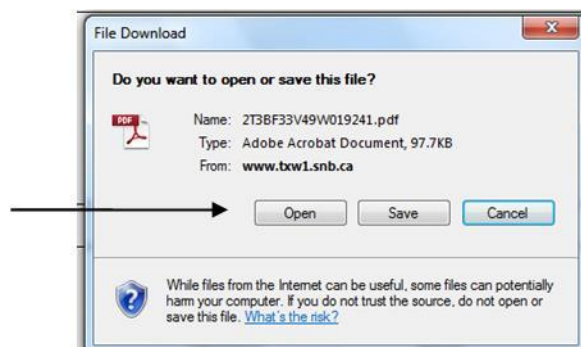 File Download
Do you want to open or save this file?
PDF
Name: 2T3BF33V49W019241.pdf
Type: Adobe Acrobat Document, 97.7KB
From: www.txw1.snb.ca
Open Save Cancel
While files from the Internet can be useful, some files can potentially
harm your computer. If you do not trust the source, do not open or
save this file. What's the risk?